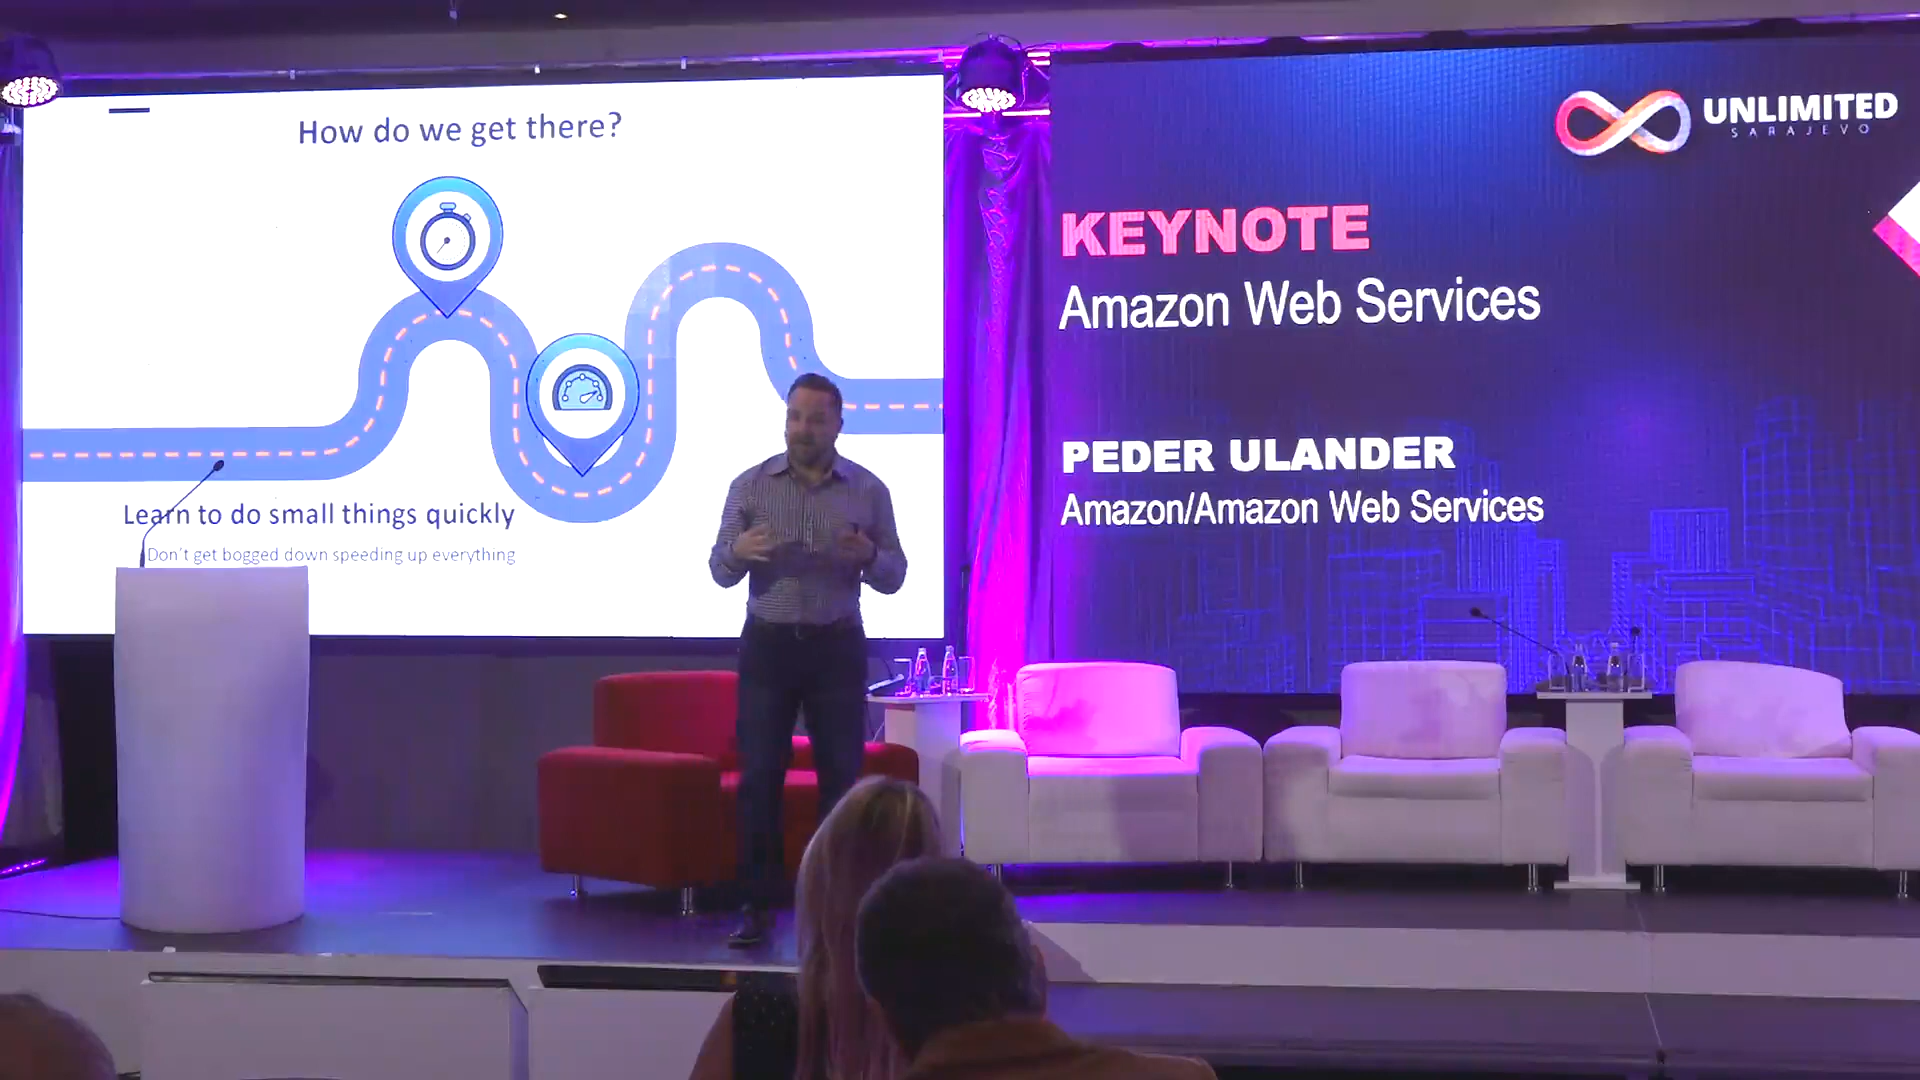 How do we get there?
Learn to do small things quickly
Don't get bogged down speeding up everything
UNLIMITED
SARAJEVO
KEYNOTE
Amazon Web Services
PEDER ULANDER
Amazon/Amazon Web Services